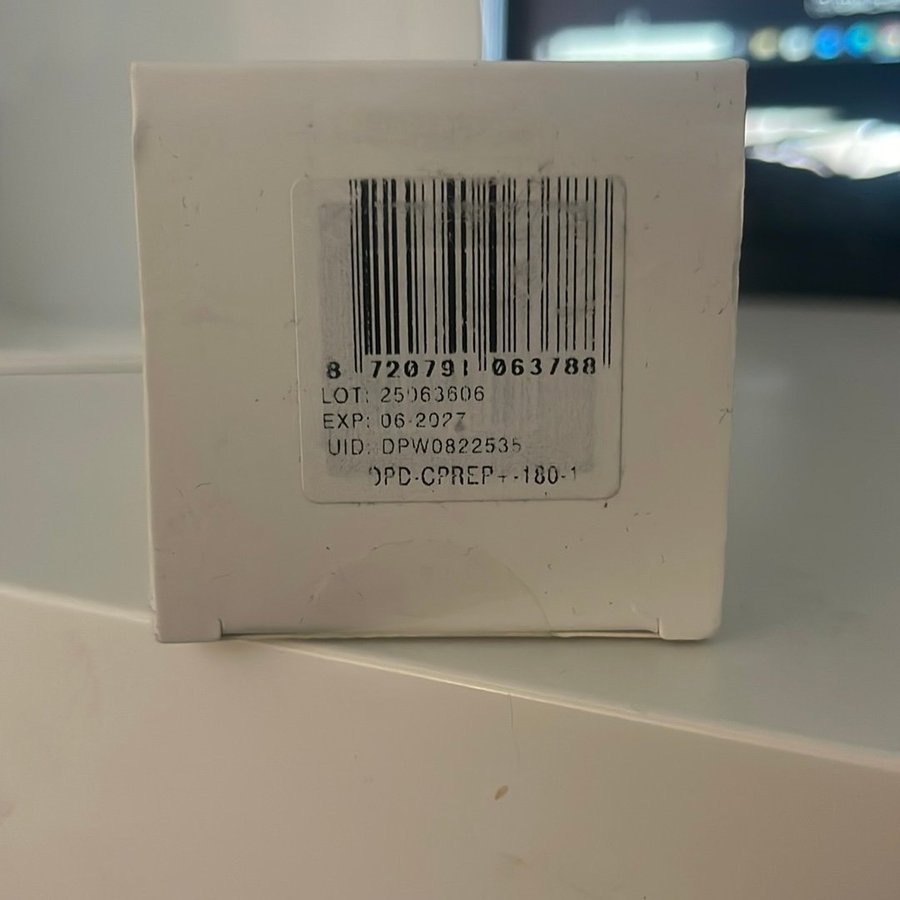 8 720791 063788
LOT: 25063606
EXP: 06-2027
UID: DPW0822535
DPD-CPREP+-180-1